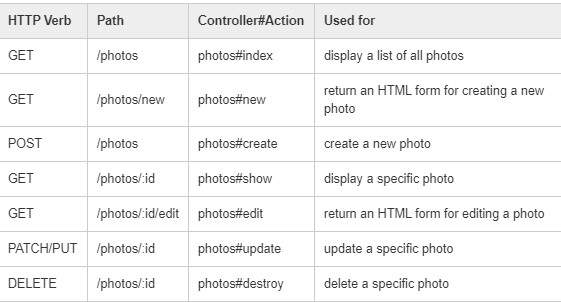 HTTP Verb Path Controller#Action Used for
GET /photos photos#index display a list of all photos
GET /photos/new photos#new return an HTML form for creating a new
photo
POST /photos photos#create create a new photo
GET /photos/:id photos#show display a specific photo
GET /photos/:id/edit photos#edit return an HTML form for editing a photo
PATCH/PUT /photos/:id photos#update update a specific photo
DELETE /photos/:id photos#destroy delete a specific photo